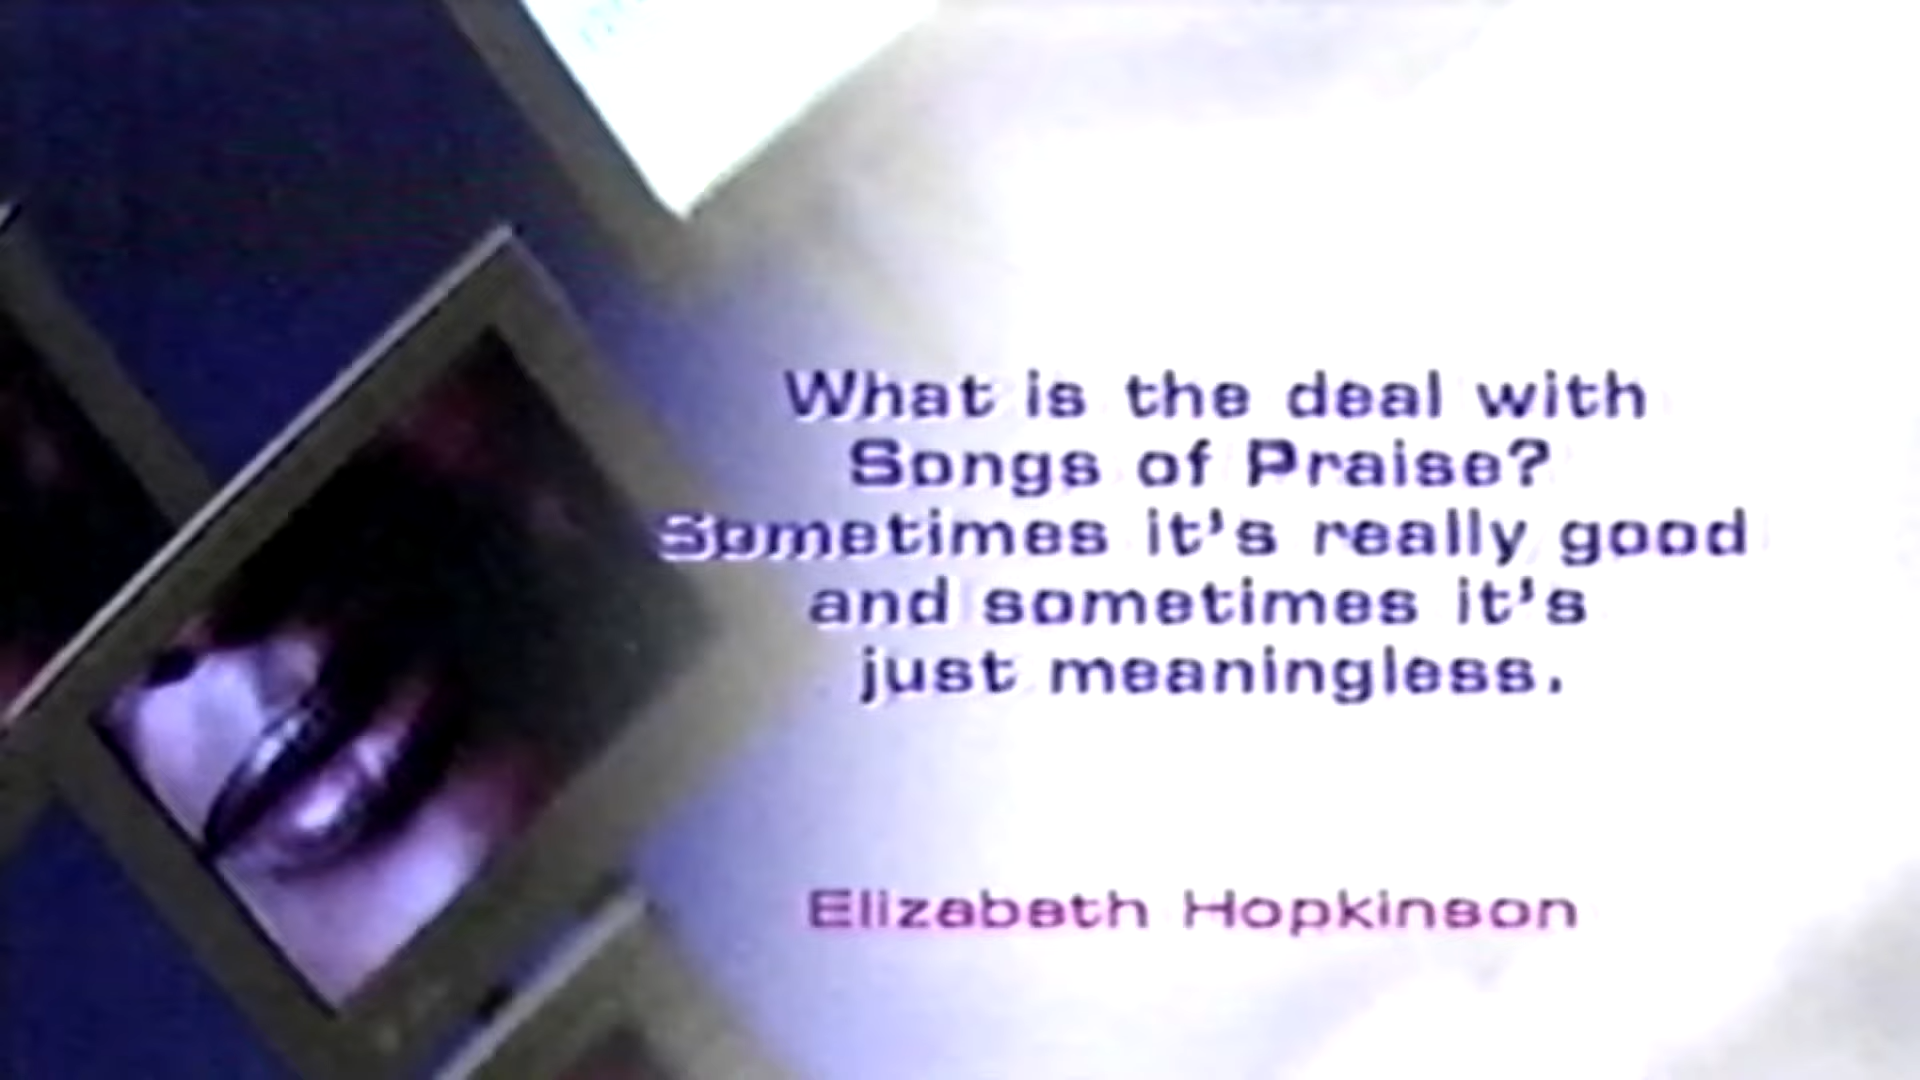 What is the deal with
Songs of Praise?
Sometimes it's really good
and sometimes it's
just meaningless.
Elizabeth Hopkinson